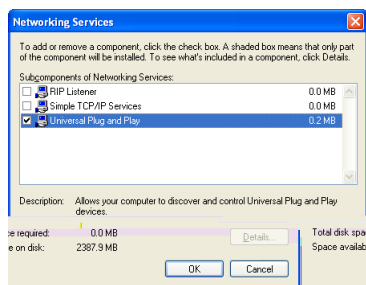 Networking Services
To add or remove a component, click the check box. A shaded box means that only part
of the component will be installed. To see what's included in a component, click Details.
Subcomponents of Networking Services:
RIP Listener 0.0 MB
Simple TCP/IP Services 0.0 MB
Universal Plug and Play 0.2 MB
Description: Allows your computer to discover and control Universal Plug and Play
devices.
ce required: 0.0 MB Details... Total disk spa
e on disk: 2387.9 MB Space availab
OK Cancel